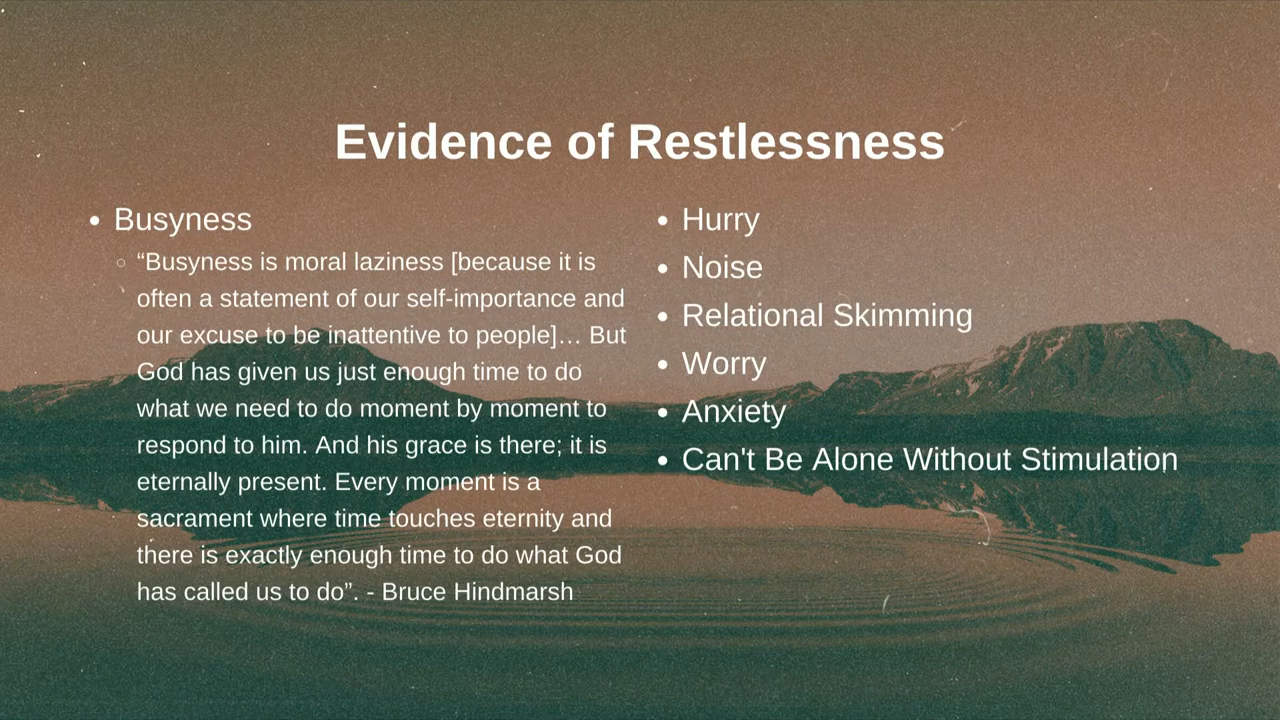 Evidence of Restlessness
• Busyness
○ “Busyness is moral laziness [because it is
often a statement of our self-importance and
our excuse to be inattentive to people]… But
God has given us just enough time to do
what we need to do moment by moment to
respond to him. And his grace is there; it is
eternally present. Every moment is a
sacrament where time touches eternity and
there is exactly enough time to do what God
has called us to do”. - Bruce Hindmarsh
• Hurry
• Noise
• Relational Skimming
• Worry
• Anxiety
• Can't Be Alone Without Stimulation